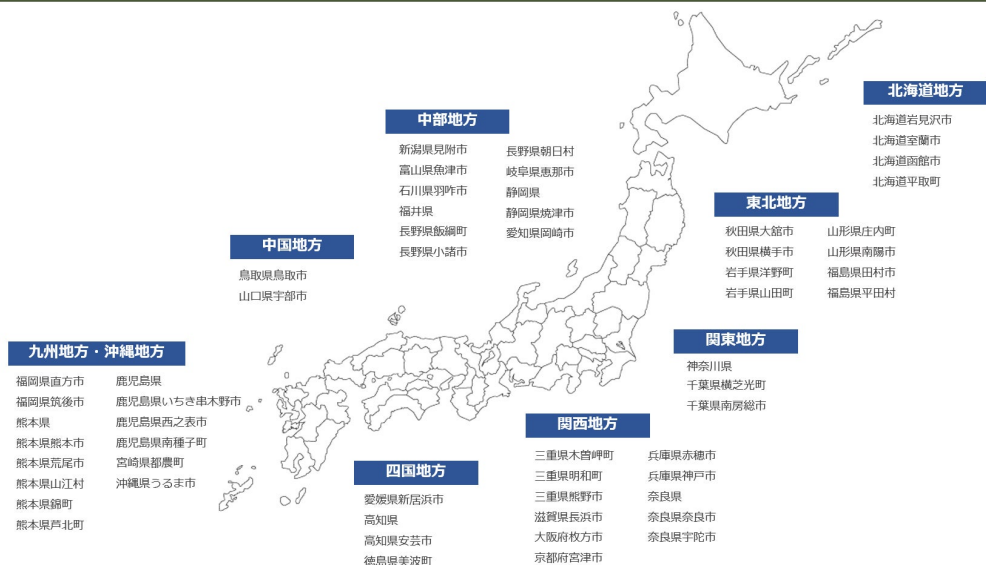 北海道地方
北海道岩見沢市
北海道室蘭市
北海道函館市
北海道平取町
中部地方
新潟県見附市
富山県魚津市
石川県羽咋市
福井県
長野県飯綱町
長野県小諸市
長野県朝日村
岐阜県恵那市
静岡県
静岡県焼津市
愛知県岡崎市
東北地方
秋田県大舘市
秋田県横手市
岩手県洋野町
岩手県山田町
山形県庄内町
山形県南陽市
福島県田村市
福島県平田村
中国地方
鳥取県鳥取市
山口県宇部市
関東地方
神奈川県
千葉県横芝光町
千葉県南房総市
九州地方・沖縄地方
福岡県直方市
福岡県筑後市
熊本県
熊本県熊本市
熊本県荒尾市
熊本県山江村
熊本県錦町
熊本県芦北町
鹿児島県
鹿児島県いちき串木野市
鹿児島県西之表市
鹿児島県南種子町
宮崎県都農町
沖縄県うるま市
関西地方
三重県木曽岬町
三重県明和町
三重県熊野市
滋賀県長浜市
大阪府枚方市
京都府宮津市
兵庫県赤穂市
兵庫県神戸市
奈良県
奈良県奈良市
奈良県宇陀市
四国地方
愛媛県新居浜市
高知県
高知県安芸市
徳島県美波町